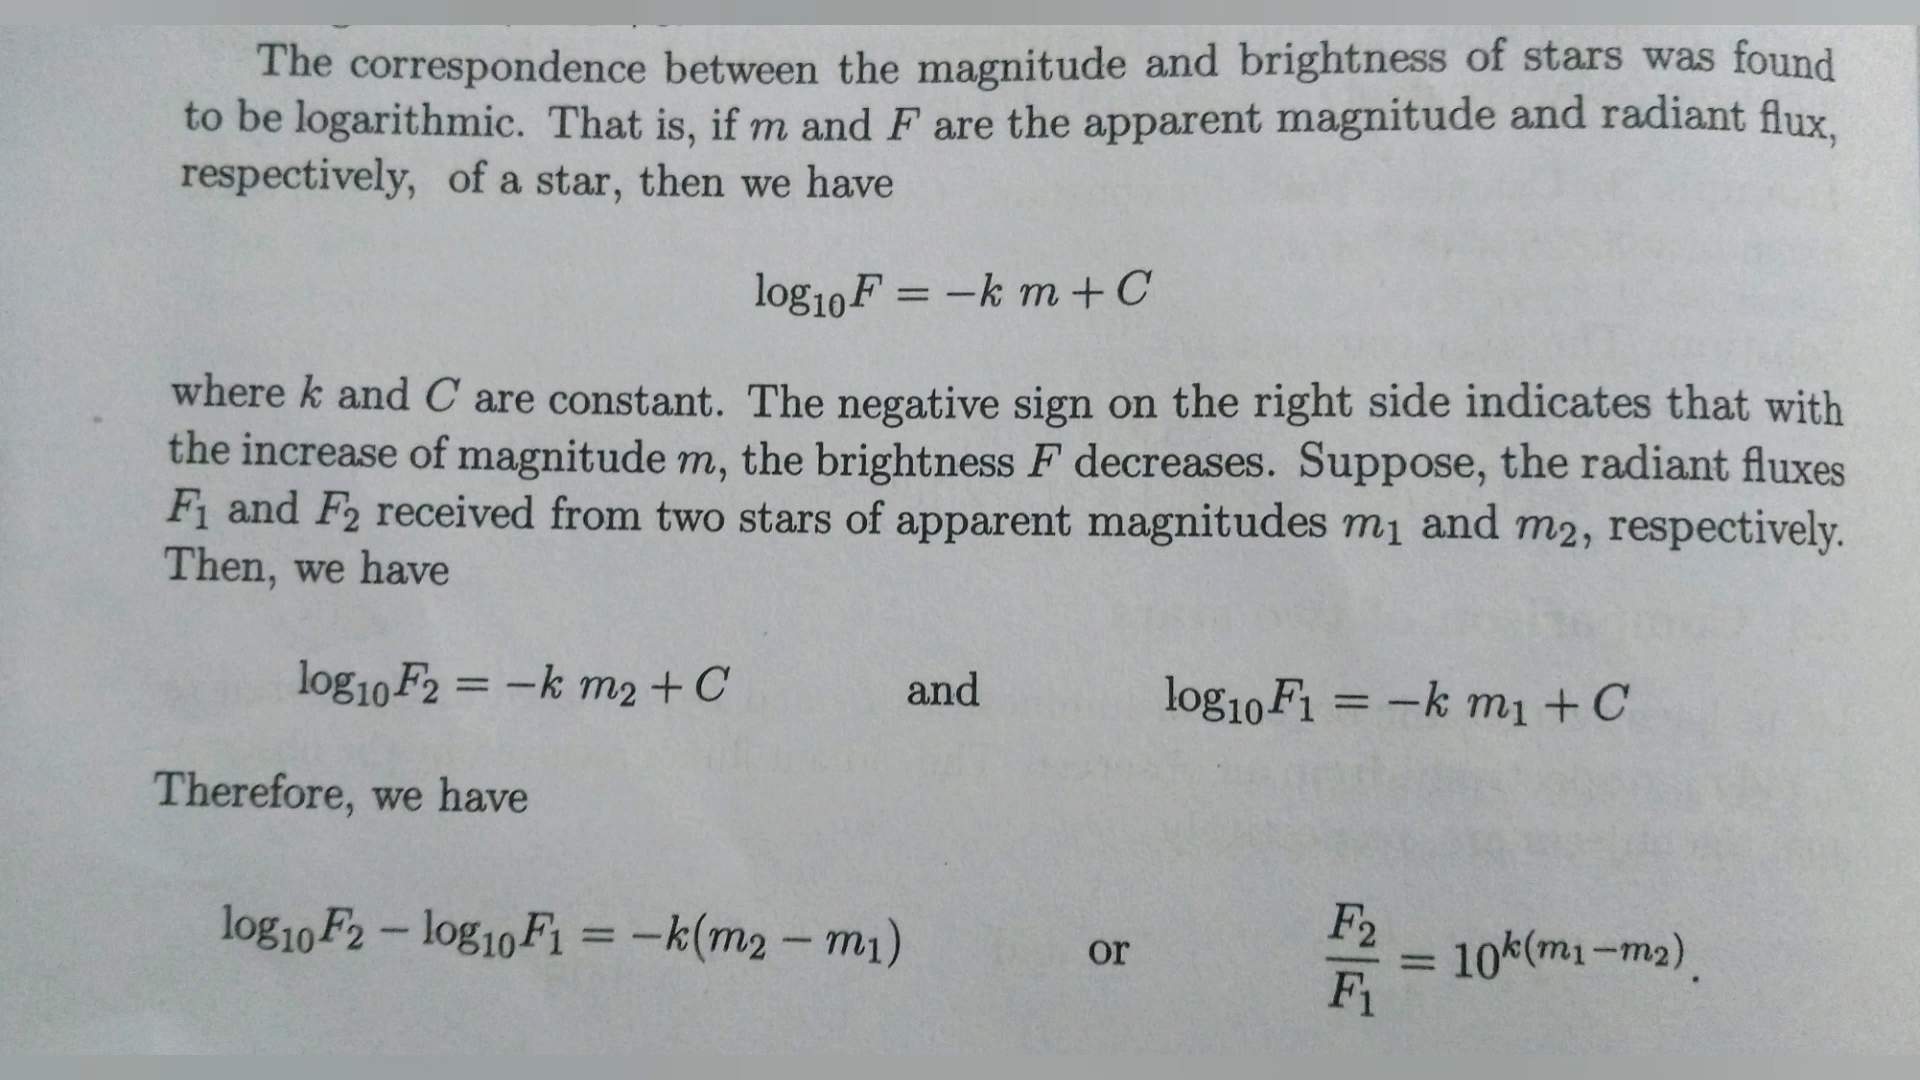 The correspondence between the magnitude and brightness of stars was found
to be logarithmic. That is, if m and F are the apparent magnitude and radiant flux,
respectively, of a star, then we have
log₁₀F = −k m + C
where k and C are constant. The negative sign on the right side indicates that with
the increase of magnitude m, the brightness F decreases. Suppose, the radiant fluxes
F₁ and F₂ received from two stars of apparent magnitudes m₁ and m₂, respectively.
Then, we have
log₁₀F₂ = −k m₂ + C and log₁₀F₁ = −k m₁ + C
Therefore, we have
log₁₀F₂ − log₁₀F₁ = −k(m₂ − m₁) or F₂/F₁ = 10^{k(m₁−m₂)}.